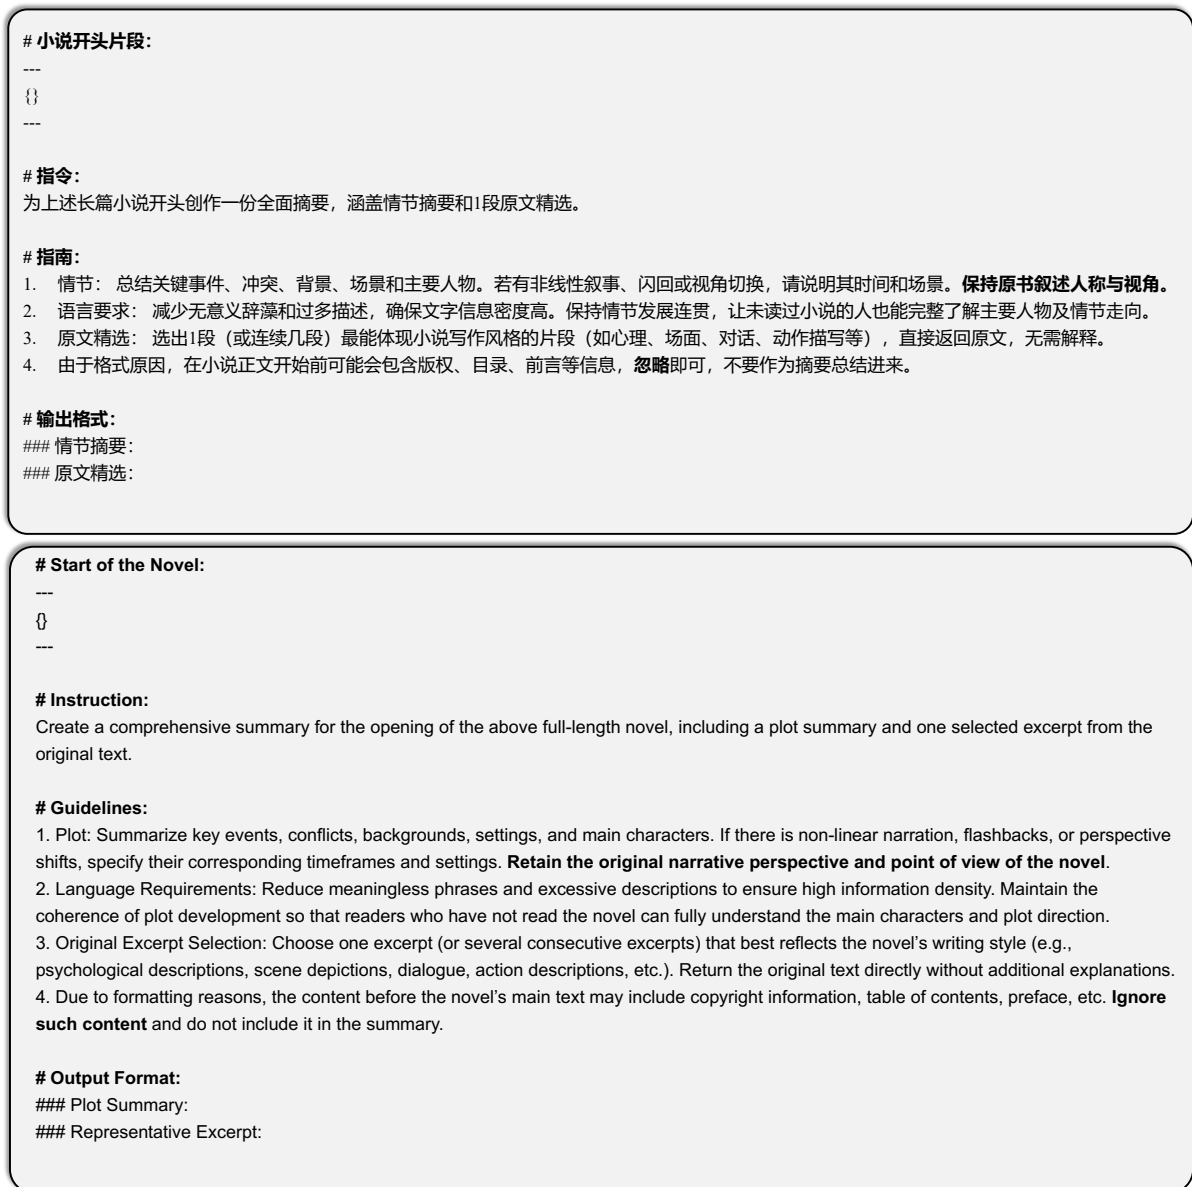 # 小说开头片段：
---
{}
---
# 指令：
为上述长篇小说开头创作一份全面摘要，涵盖情节摘要和1段原文精选。
# 指南：
1. 情节： 总结关键事件、冲突、背景、场景和主要人物。若有非线性叙事、闪回或视角切换，请说明其时间和场景。保持原书叙述人称与视角。
2. 语言要求： 减少无意义辞藻和过多描述，确保文字信息密度高。保持情节发展连贯，让未读过小说的人也能完整了解主要人物及情节走向。
3. 原文精选： 选出1段（或连续几段）最能体现小说写作风格的片段（如心理、场面、对话、动作描写等），直接返回原文，无需解释。
4. 由于格式原因，在小说正文开始前可能会包含版权、目录、前言等信息，忽略即可，不要作为摘要总结进来。
# 输出格式：
### 情节摘要：
### 原文精选：
# Start of the Novel:
---
{}
---
# Instruction:
Create a comprehensive summary for the opening of the above full-length novel, including a plot summary and one selected excerpt from the
original text.
# Guidelines:
1. Plot: Summarize key events, conflicts, backgrounds, settings, and main characters. If there is non-linear narration, flashbacks, or perspective
shifts, specify their corresponding timeframes and settings. Retain the original narrative perspective and point of view of the novel.
2. Language Requirements: Reduce meaningless phrases and excessive descriptions to ensure high information density. Maintain the
coherence of plot development so that readers who have not read the novel can fully understand the main characters and plot direction.
3. Original Excerpt Selection: Choose one excerpt (or several consecutive excerpts) that best reflects the novel's writing style (e.g.,
psychological descriptions, scene depictions, dialogue, action descriptions, etc.). Return the original text directly without additional explanations.
4. Due to formatting reasons, the content before the novel's main text may include copyright information, table of contents, preface, etc. Ignore
such content and do not include it in the summary.
# Output Format:
### Plot Summary:
### Representative Excerpt: